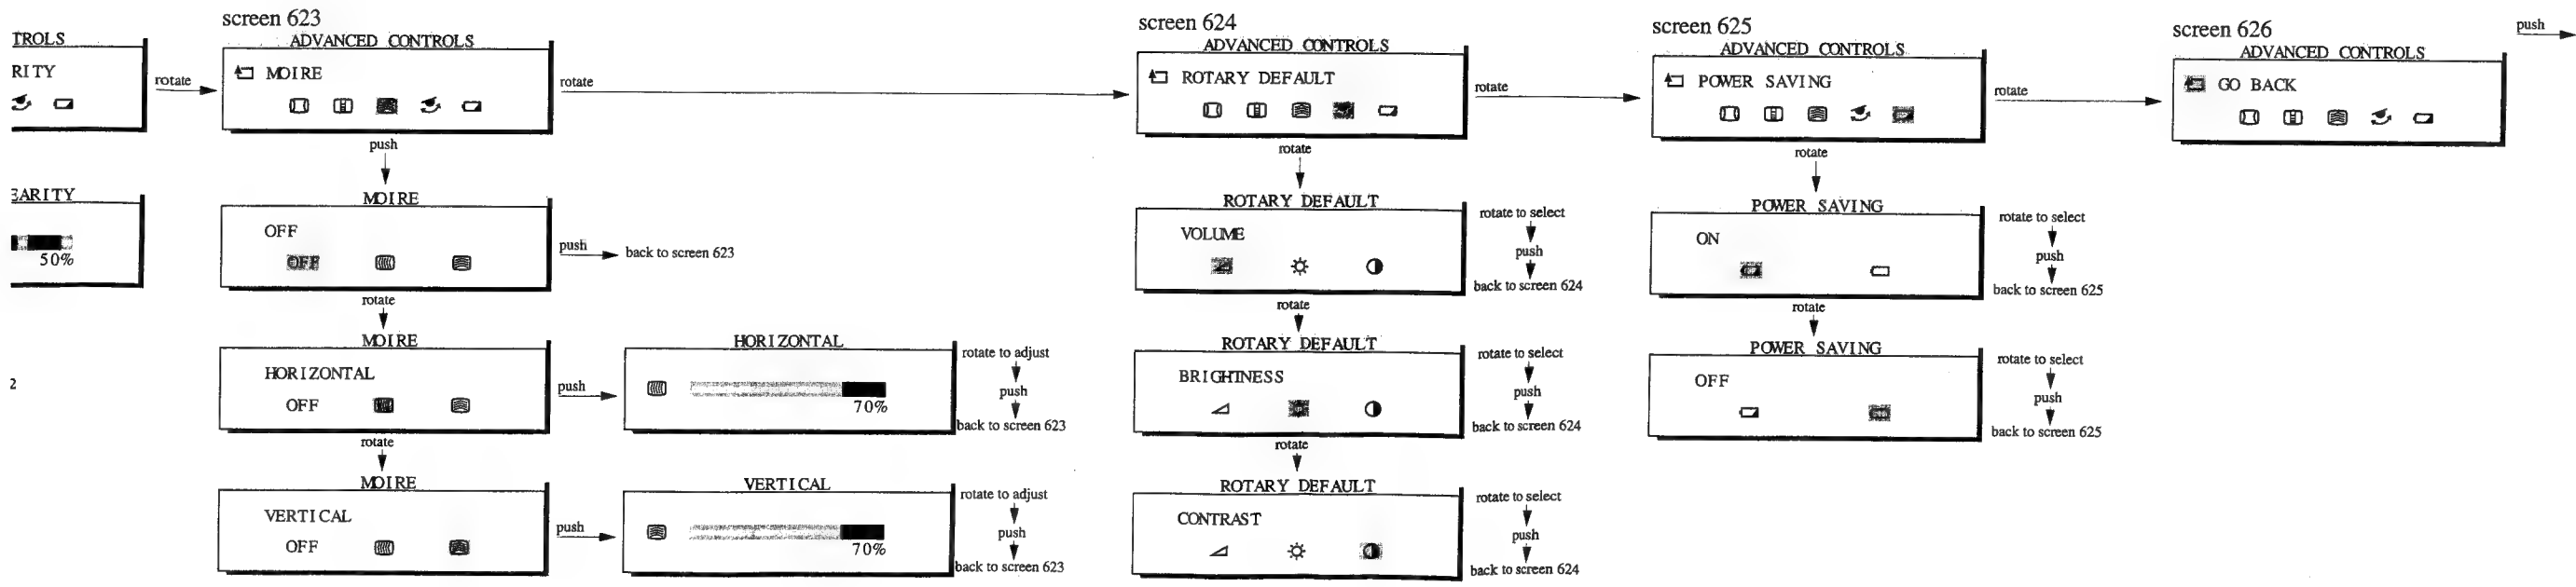 screen 623
screen 624
screen 625
screen 626
push
TROLS
RITY
rotate
ADVANCED CONTROLS
MOIRE
rotate
ADVANCED CONTROLS
ROTARY DEFAULT
rotate
ADVANCED CONTROLS
POWER SAVING
rotate
ADVANCED CONTROLS
GO BACK
ARITY
50%
2
push
MOIRE
OFF
OFF
push
back to screen 623
rotate
MOIRE
HORIZONTAL
OFF
push
HORIZONTAL
70%
rotate to adjust
push
back to screen 623
rotate
MOIRE
VERTICAL
OFF
push
VERTICAL
70%
rotate to adjust
push
back to screen 623
rotate
ROTARY DEFAULT
VOLUME
rotate to select
push
back to screen 624
rotate
ROTARY DEFAULT
BRIGHTNESS
rotate to select
push
back to screen 624
rotate
ROTARY DEFAULT
CONTRAST
rotate to select
push
back to screen 624
rotate
POWER SAVING
ON
rotate to select
push
back to screen 625
rotate
POWER SAVING
OFF
rotate to select
push
back to screen 625